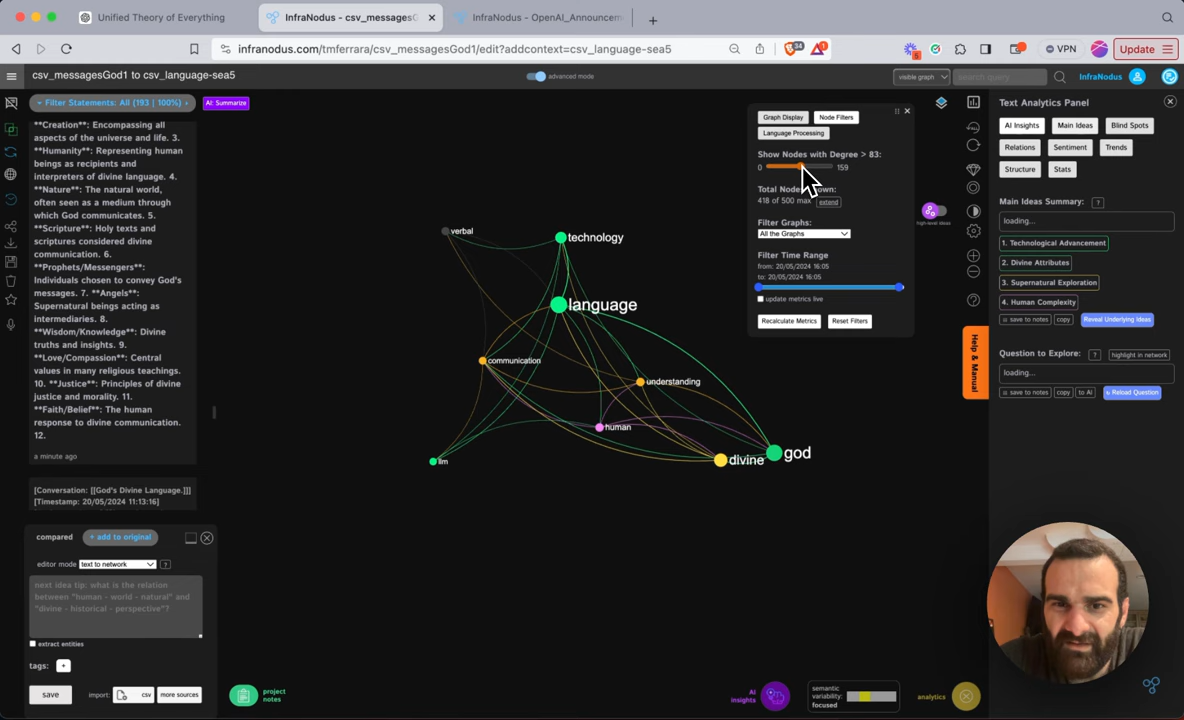 Unified Theory of Everything
InfraNodus - csv_messagesG
InfraNodus - OpenAI_Announcem
infranodus.com/tmferrara/csv_messagesGod1/edit?addcontext=csv_language-sea5
34
1
5
VPN
Update
csv_messagesGod1 to csv_language-sea5
advanced mode
visible graph
search query
InfraNodus
Filter Statements: All (193 | 100%)
AI: Summarize
**Creation**: Encompassing all
aspects of the universe and life. 3.
**Humanity**: Representing human
beings as recipients and
interpreters of divine language. 4.
**Nature**: The natural world,
often seen as a medium through
which God communicates. 5.
**Scripture**: Holy texts and
scriptures considered divine
communication. 6.
**Prophets/Messengers**:
Individuals chosen to convey God's
messages. 7. **Angels**:
Supernatural beings acting as
intermediaries. 8.
**Wisdom/Knowledge**: Divine
truths and insights. 9.
**Love/Compassion**: Central
values in many religious teachings.
10. **Justice**: Principles of divine
justice and morality. 11.
**Faith/Belief**: The human
response to divine communication.
12.
a minute ago
[Conversation: [[God's Divine Language.]]]
[Timestamp: 20/05/2024 11:13:16]
compared
+ add to original
editor mode
text to network
?
next idea tip: what is the relation
between "human - world - natural" and
"divine - historical - perspective"?
extract entities
tags:
+
save
import:
csv
more sources
verbal
technology
language
communication
understanding
human
llm
divine
god
Graph Display
Node Filters
Language Processing
Show Nodes with Degree > 83:
0
159
Total Nod
wn:
418 of 500 max
extend
Filter Graphs:
All the Graphs
Filter Time Range
from: 20/05/2024 16:05
to: 20/05/2024 16:05
update metrics live
Recalculate Metrics
Reset Filters
high-level ideas
Help & Manual
Text Analytics Panel
AI Insights
Main Ideas
Blind Spots
Relations
Sentiment
Trends
Structure
Stats
Main Ideas Summary:
?
loading...
1. Technological Advancement
2. Divine Attributes
3. Supernatural Exploration
4. Human Complexity
save to notes
copy
Reveal Underlying Ideas
Question to Explore:
?
highlight in network
loading...
save to notes
copy
to AI
Reload Question
project
notes
AI
insights
semantic
variability:
focused
analytics